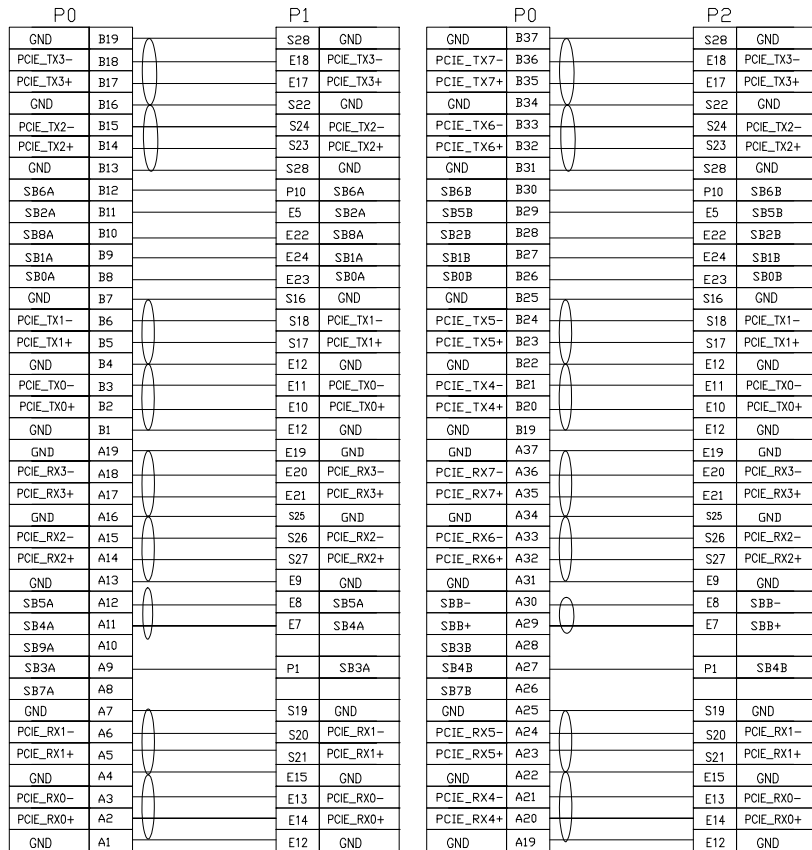 P0 P1 P0 P2
GND B19 S28 GND GND B37 S28 GND
PCIE_TX3- B18 E18 PCIE_TX3- PCIE_TX7- B36 E18 PCIE_TX3-
PCIE_TX3+ B17 E17 PCIE_TX3+ PCIE_TX7+ B35 E17 PCIE_TX3+
GND B16 S22 GND GND B34 S22 GND
PCIE_TX2- B15 S24 PCIE_TX2- PCIE_TX6- B33 S24 PCIE_TX2-
PCIE_TX2+ B14 S23 PCIE_TX2+ PCIE_TX6+ B32 S23 PCIE_TX2+
GND B13 S28 GND GND B31 S28 GND
SB6A B12 P10 SB6A SB6B B30 P10 SB6B
SB2A B11 E5 SB2A SB5B B29 E5 SB5B
SB8A B10 E22 SB8A SB2B B28 E22 SB2B
SB1A B9 E24 SB1A SB1B B27 E24 SB1B
SB0A B8 E23 SB0A SB0B B26 E23 SB0B
GND B7 S16 GND GND B25 S16 GND
PCIE_TX1- B6 S18 PCIE_TX1- PCIE_TX5- B24 S18 PCIE_TX1-
PCIE_TX1+ B5 S17 PCIE_TX1+ PCIE_TX5+ B23 S17 PCIE_TX1+
GND B4 E12 GND GND B22 E12 GND
PCIE_TX0- B3 E11 PCIE_TX0- PCIE_TX4- B21 E11 PCIE_TX0-
PCIE_TX0+ B2 E10 PCIE_TX0+ PCIE_TX4+ B20 E10 PCIE_TX0+
GND B1 E12 GND GND B19 E12 GND
GND A19 E19 GND GND A37 E19 GND
PCIE_RX3- A18 E20 PCIE_RX3- PCIE_RX7- A36 E20 PCIE_RX3-
PCIE_RX3+ A17 E21 PCIE_RX3+ PCIE_RX7+ A35 E21 PCIE_RX3+
GND A16 S25 GND GND A34 S25 GND
PCIE_RX2- A15 S26 PCIE_RX2- PCIE_RX6- A33 S26 PCIE_RX2-
PCIE_RX2+ A14 S27 PCIE_RX2+ PCIE_RX6+ A32 S27 PCIE_RX2+
GND A13 E9 GND GND A31 E9 GND
SB5A A12 E8 SB5A SBB- A30 E8 SBB-
SB4A A11 E7 SB4A SBB+ A29 E7 SBB+
SB9A A10 SB3B A28
SB3A A9 P1 SB3A SB4B A27 P1 SB4B
SB7A A8 SB7B A26
GND A7 S19 GND GND A25 S19 GND
PCIE_RX1- A6 S20 PCIE_RX1- PCIE_RX5- A24 S20 PCIE_RX1-
PCIE_RX1+ A5 S21 PCIE_RX1+ PCIE_RX5+ A23 S21 PCIE_RX1+
GND A4 E15 GND GND A22 E15 GND
PCIE_RX0- A3 E13 PCIE_RX0- PCIE_RX4- A21 E13 PCIE_RX0-
PCIE_RX0+ A2 E14 PCIE_RX0+ PCIE_RX4+ A20 E14 PCIE_RX0+
GND A1 E12 GND GND A19 E12 GND